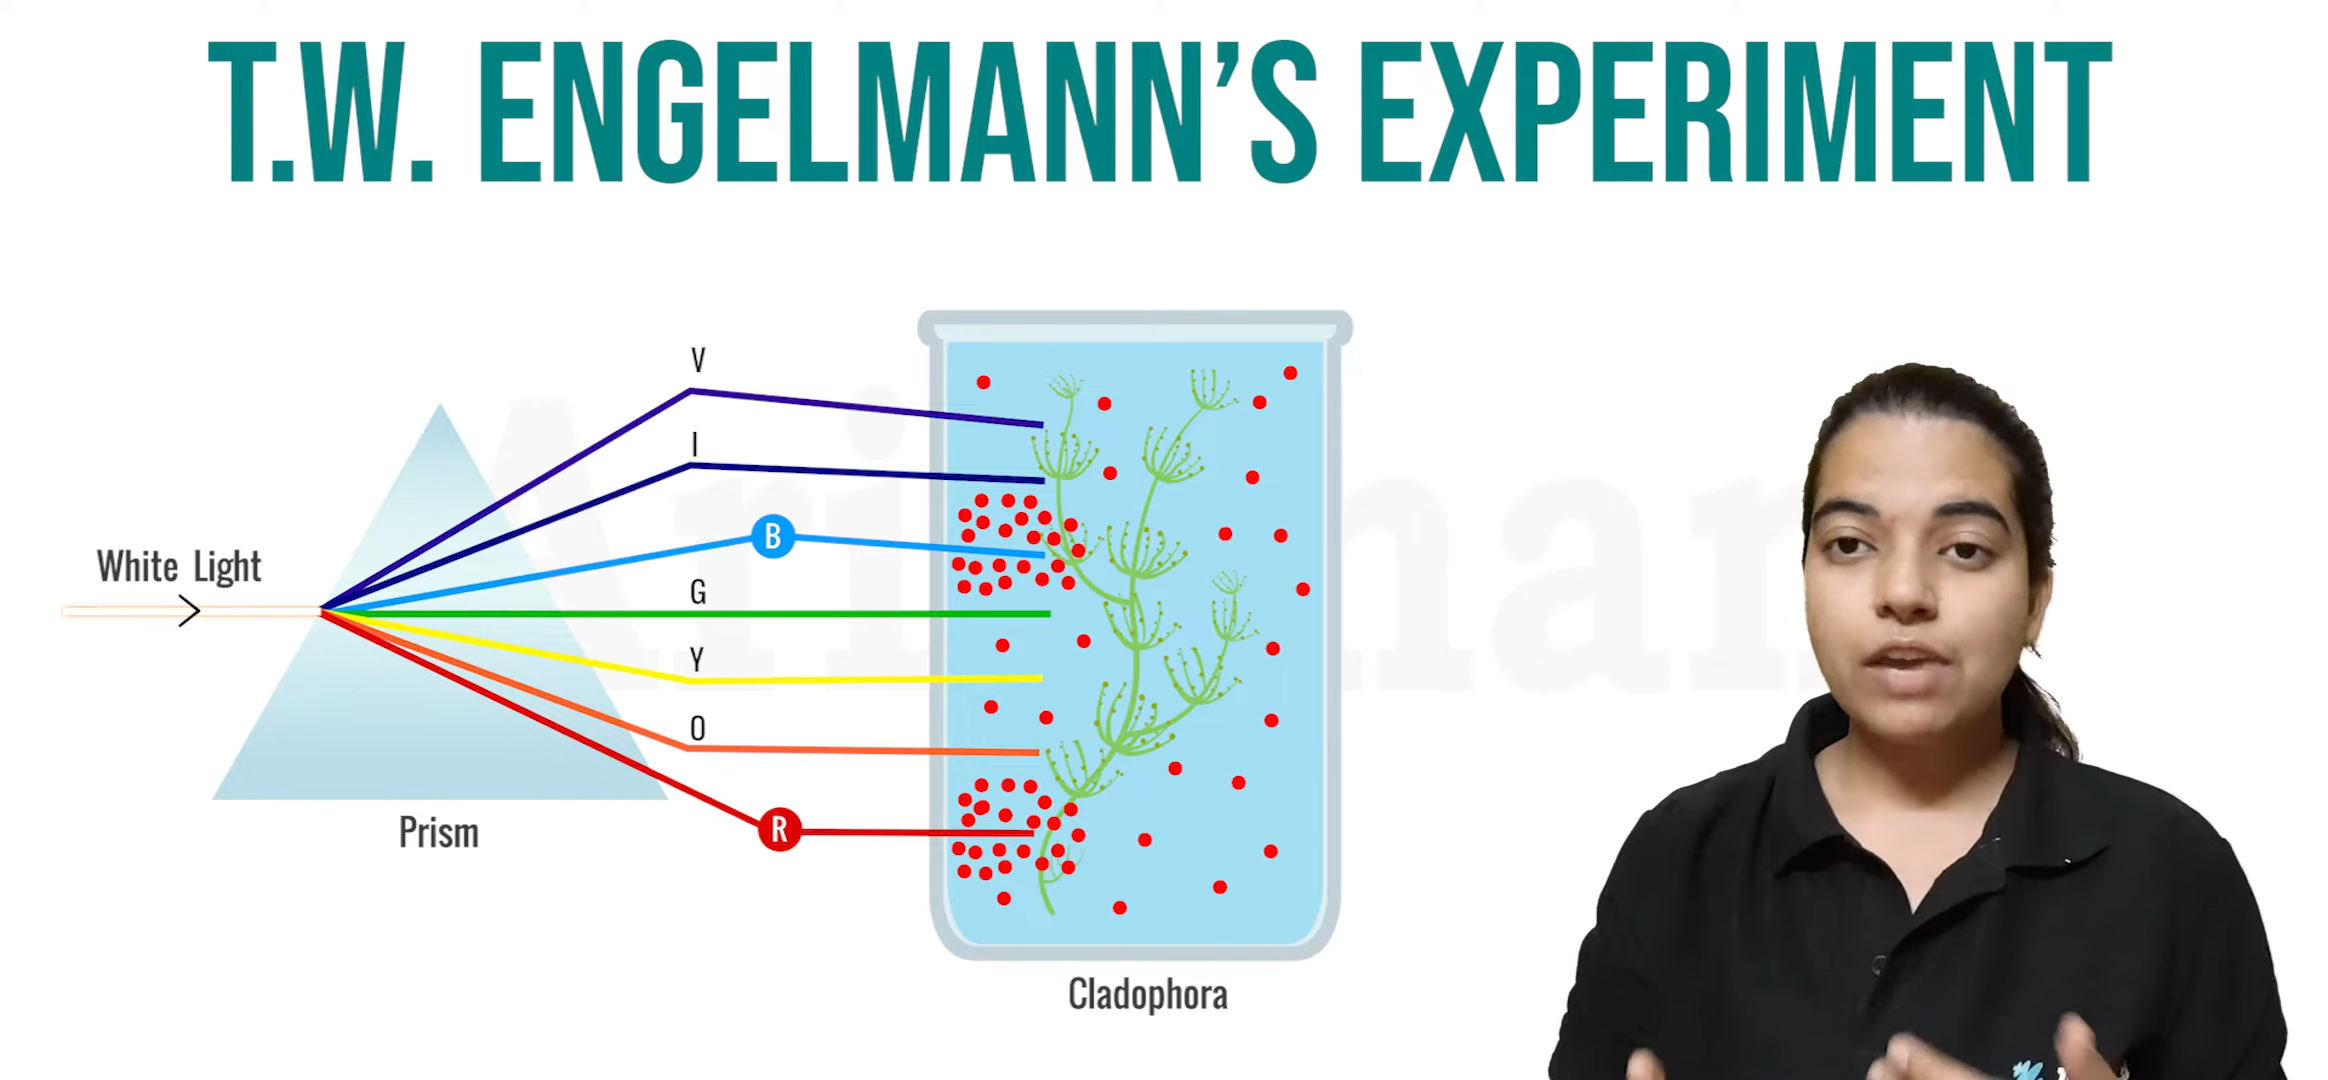 T.W. ENGELMANN'S EXPERIMENT
V
I
B
White Light
G
Y
O
R
Prism
Cladophora